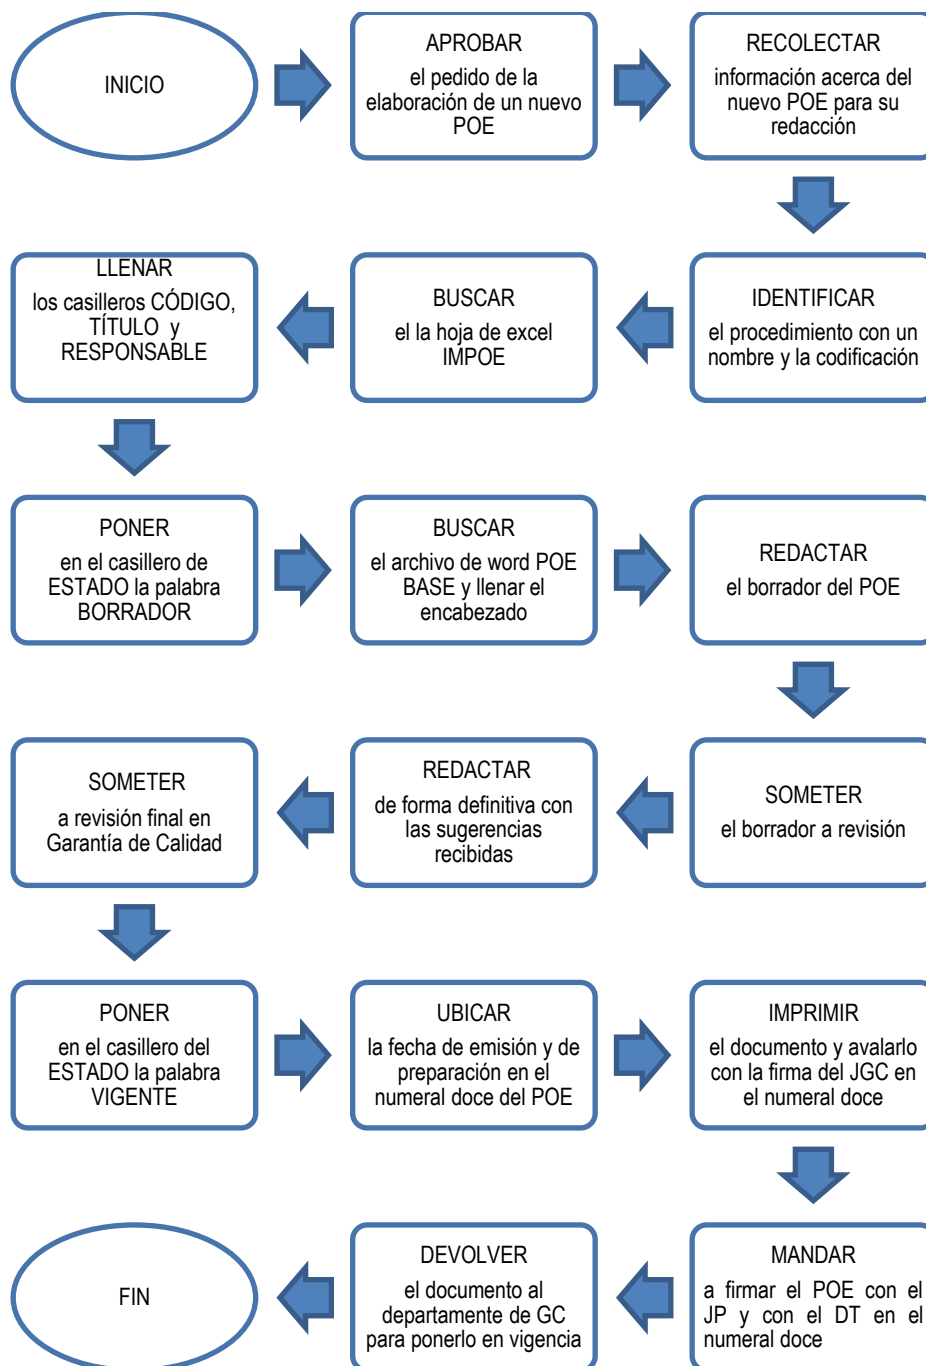 INICIO
APROBAR
el pedido de la
elaboración de un nuevo
POE
RECOLECTAR
información acerca del
nuevo POE para su
redacción
IDENTIFICAR
el procedimiento con un
nombre y la codificación
BUSCAR
el la hoja de excel
IMPOE
LLENAR
los casilleros CÓDIGO,
TÍTULO y
RESPONSABLE
PONER
en el casillero de
ESTADO la palabra
BORRADOR
BUSCAR
el archivo de word POE
BASE y llenar el
encabezado
REDACTAR
el borrador del POE
SOMETER
el borrador a revisión
REDACTAR
de forma definitiva con
las sugerencias
recibidas
SOMETER
a revisión final en
Garantía de Calidad
PONER
en el casillero del
ESTADO la palabra
VIGENTE
UBICAR
la fecha de emisión y de
preparación en el
numeral doce del POE
IMPRIMIR
el documento y avalarlo
con la firma del JGC en
el numeral doce
MANDAR
a firmar el POE con el
JP y con el DT en el
numeral doce
DEVOLVER
el documento al
departamente de GC
para ponerlo en vigencia
FIN